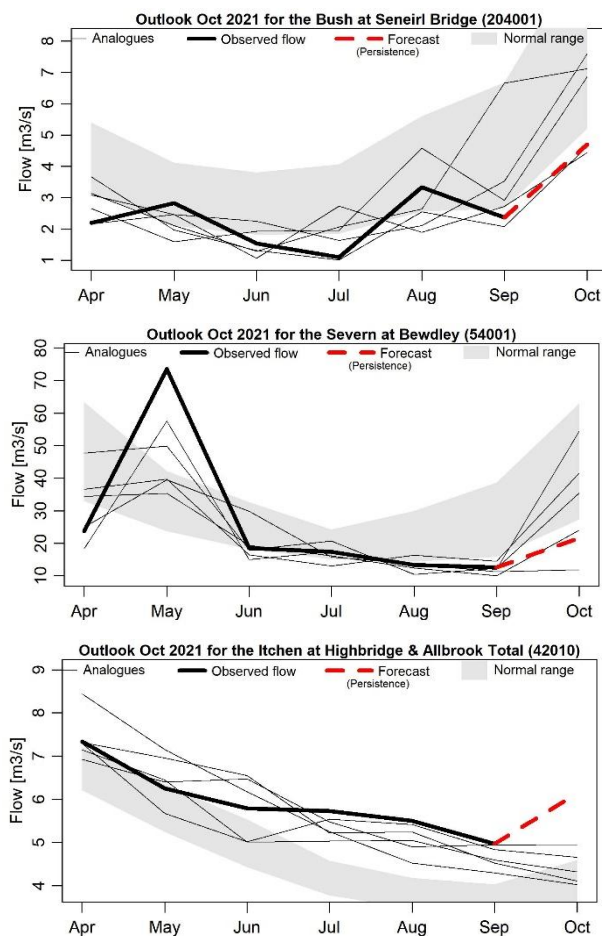 Outlook Oct 2021 for the Bush at Seneirl Bridge (204001)
Analogues Observed flow Forecast Normal range
(Persistence)
Flow [m3/s]
8
7
6
5
4
3
2
1
Apr May Jun Jul Aug Sep Oct
Outlook Oct 2021 for the Severn at Bewdley (54001)
Analogues Observed flow Forecast Normal range
(Persistence)
Flow [m3/s]
80
70
60
50
40
30
20
10
Apr May Jun Jul Aug Sep Oct
Outlook Oct 2021 for the Itchen at Highbridge & Allbrook Total (42010)
Analogues Observed flow Forecast Normal range
(Persistence)
Flow [m3/s]
9
8
7
6
5
4
Apr May Jun Jul Aug Sep Oct